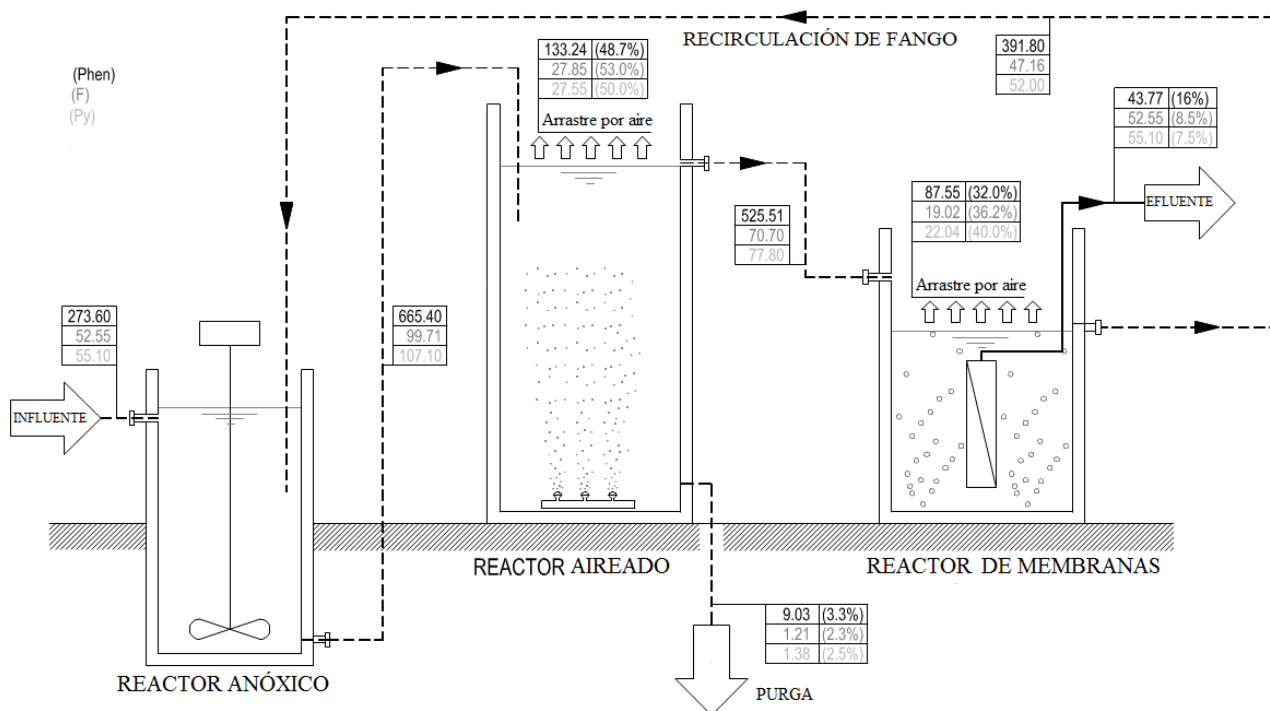 RECIRCULACIÓN DE FANGO
391.80
47.16
52.00
133.24 (48.7%)
27.85 (53.0%)
27.55 (50.0%)
Arrastre por aire
(Phen)
(F)
(Py)
43.77 (16%)
52.55 (8.5%)
55.10 (7.5%)
EFLUENTE
525.51
70.70
77.80
87.55 (32.0%)
19.02 (36.2%)
22.04 (40.0%)
Arrastre por aire
273.60
52.55
55.10
665.40
99.71
107.10
INFLUENTE
REACTOR AIREADO
REACTOR DE MEMBRANAS
9.03 (3.3%)
1.21 (2.3%)
1.38 (2.5%)
REACTOR ANÓXICO
PURGA